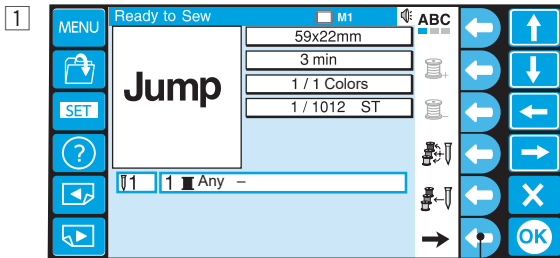 1
MENU
Ready to Sew
M1
ABC
59x22mm
3 min
Jump
1 / 1 Colors
SET
1 / 1012 ST
?
1 1 Any –
OK